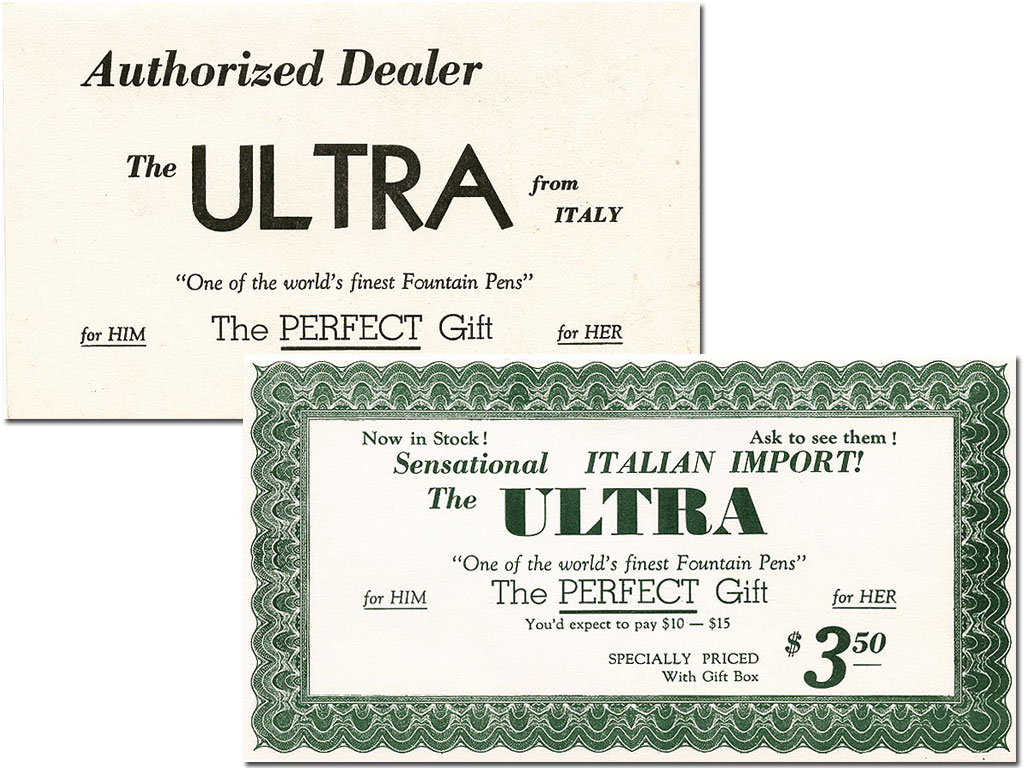 Authorized Dealer
The ULTRA from ITALY
“One of the world's finest Fountain Pens”
for HIM The PERFECT Gift for HER
Now in Stock! Ask to see them!
Sensational ITALIAN IMPORT!
The ULTRA
“One of the world's finest Fountain Pens”
for HIM The PERFECT Gift for HER
You'd expect to pay $10 — $15
SPECIALLY PRICED
With Gift Box
$3.50